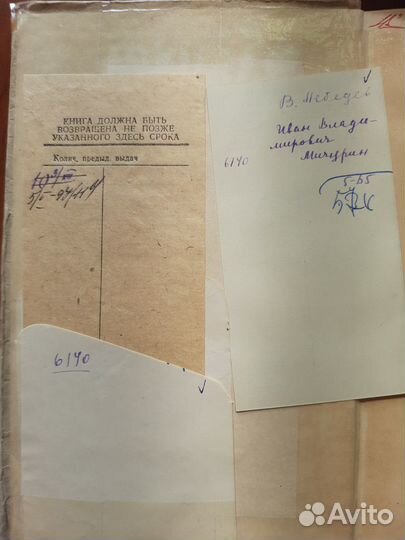 КНИГА ДОЛЖНА БЫТЬ
ВОЗВРАЩЕНА НЕ ПОЗЖЕ
УКАЗАННОГО ЗДЕСЬ СРОКА
Колич. предыд. выдач
6140
В. Лебедев
Иван Влади-
мирович
6140 Мичурин
Avito